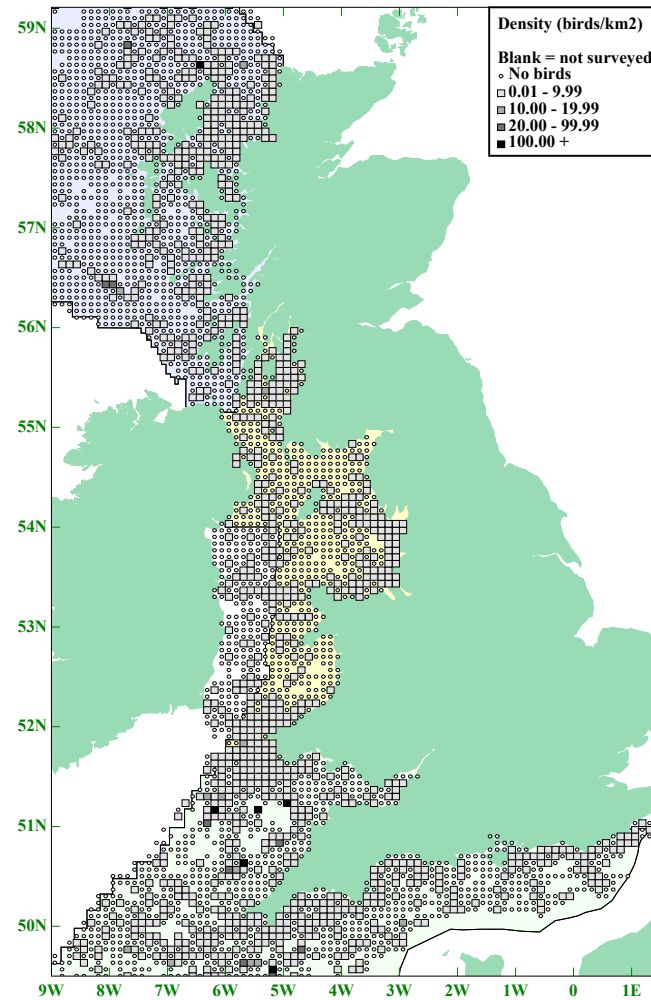 Density (birds/km2)
Blank = not surveyed
No birds
0.01 - 9.99
10.00 - 19.99
20.00 - 99.99
100.00 +
59N
58N
57N
56N
55N
54N
53N
52N
51N
50N
9W 8W 7W 6W 5W 4W 3W 2W 1W 0 1E